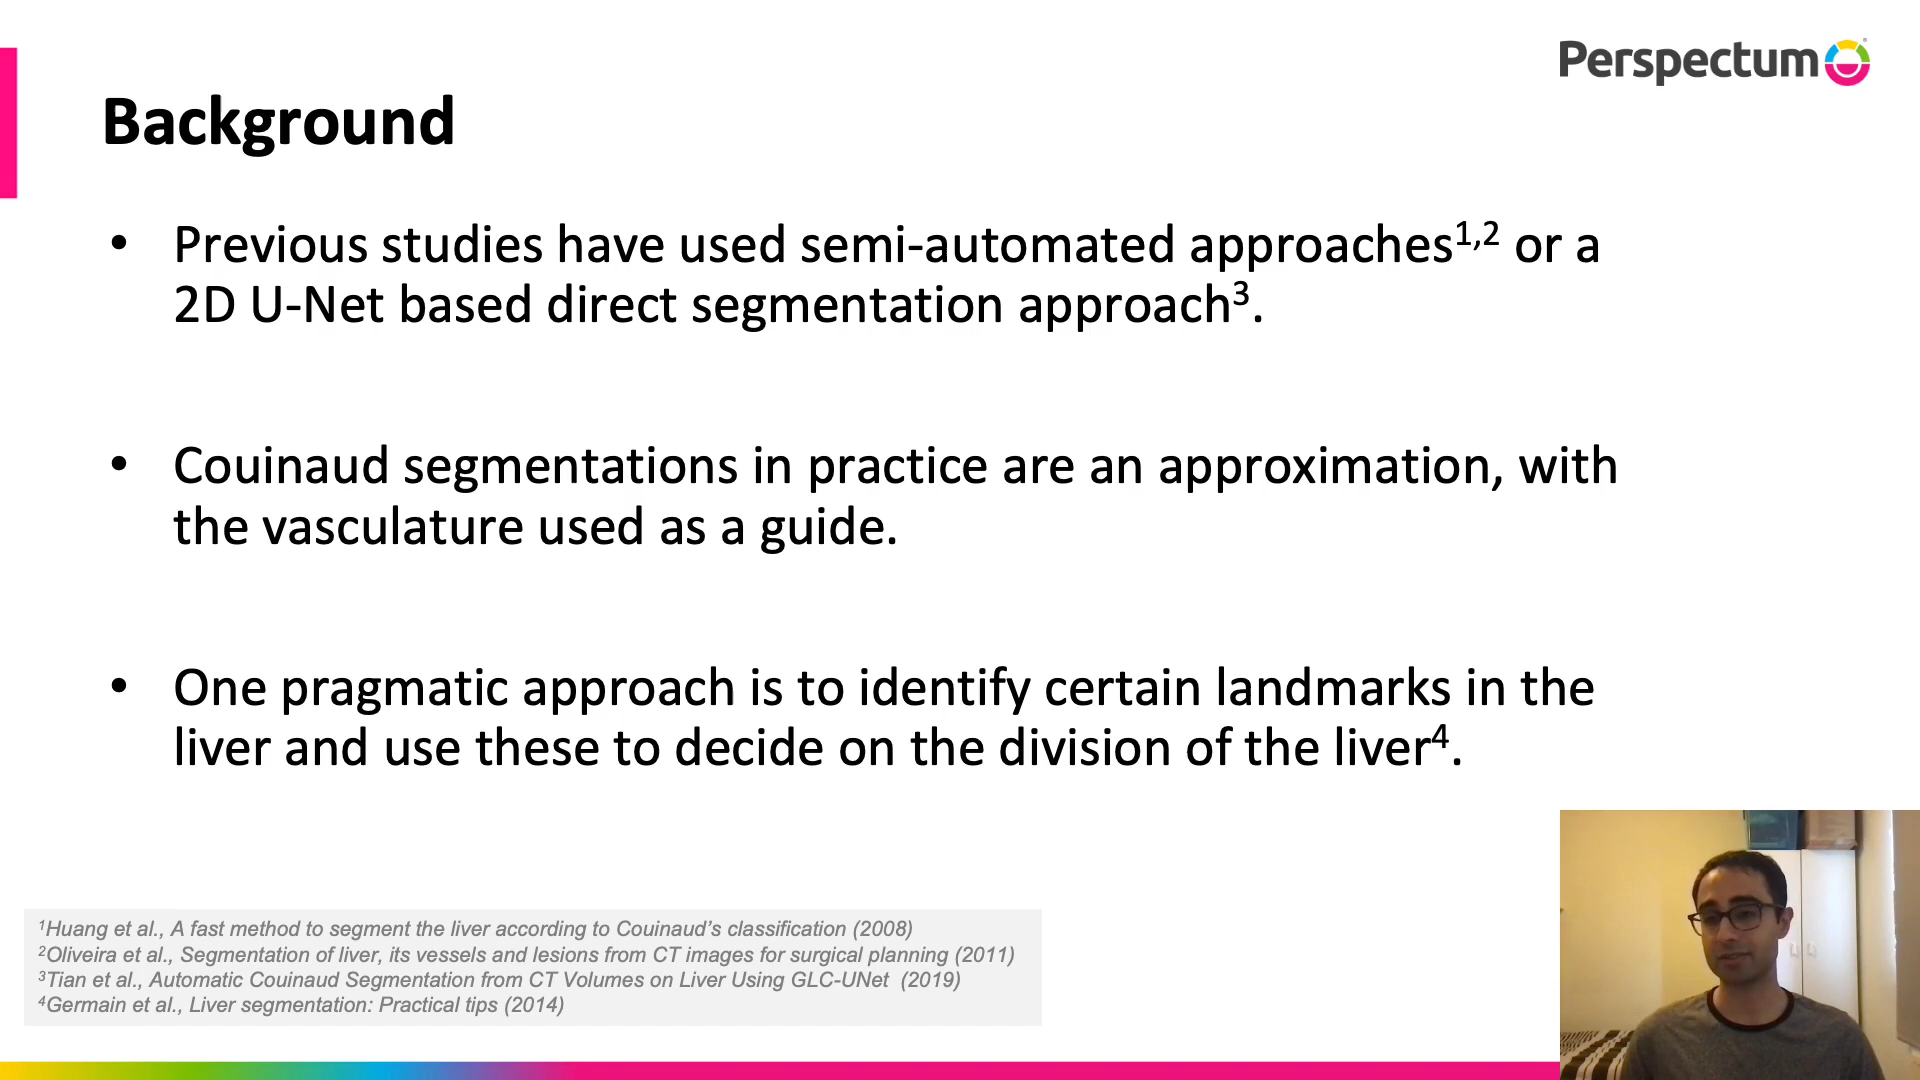 Perspectum
Background
• Previous studies have used semi-automated approaches1,2 or a
2D U-Net based direct segmentation approach3.
• Couinaud segmentations in practice are an approximation, with
the vasculature used as a guide.
• One pragmatic approach is to identify certain landmarks in the
liver and use these to decide on the division of the liver4.
1Huang et al., A fast method to segment the liver according to Couinaud’s classification (2008)
2Oliveira et al., Segmentation of liver, its vessels and lesions from CT images for surgical planning (2011)
3Tian et al., Automatic Couinaud Segmentation from CT Volumes on Liver Using GLC-UNet (2019)
4Germain et al., Liver segmentation: Practical tips (2014)